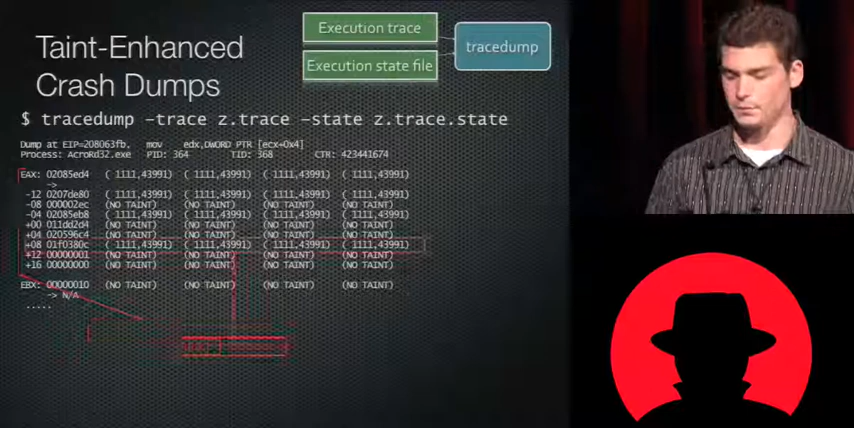 Taint-Enhanced
Crash Dumps
Execution trace
Execution state file
tracedump
$ tracedump -trace z.trace -state z.trace.state
Dump at EIP=208063fb, mov edx,DWORD PTR [ecx+0x4]
Process: AcroRd32.exe PID: 364 TID: 368 CTR: 423441674
EAX: 02085ed4 ( 1111,43991) ( 1111,43991) ( 1111,43991) ( 1111,43991)
->
-12 0207de80 ( 1111,43991) ( 1111,43991) ( 1111,43991) ( 1111,43991)
-08 000002ec (NO TAINT) (NO TAINT) (NO TAINT) (NO TAINT)
-04 02085eb8 ( 1111,43991) ( 1111,43991) ( 1111,43991) ( 1111,43991)
+00 011dd2d4 (NO TAINT) (NO TAINT) (NO TAINT) (NO TAINT)
+04 020596c4 (NO TAINT) (NO TAINT) (NO TAINT) (NO TAINT)
+08 01f0380c ( 1111,43991) ( 1111,43991) ( 1111,43991) ( 1111,43991)
+12 00000001 (NO TAINT) (NO TAINT) (NO TAINT) (NO TAINT)
+16 00000000 (NO TAINT) (NO TAINT) (NO TAINT) (NO TAINT)
EBX: 00000010 (NO TAINT) (NO TAINT) (NO TAINT) (NO TAINT)
-> N/A
.....